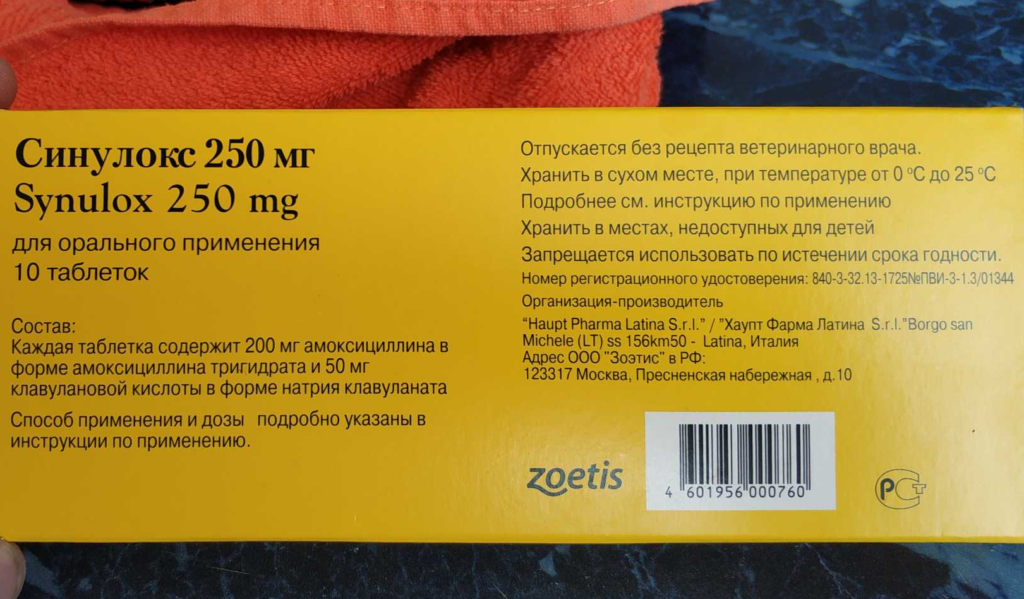 Синулокс 250 мг
Synulox 250 mg
для орального применения
10 таблеток
Состав:
Каждая таблетка содержит 200 мг амоксициллина в
форме амоксициллина тригидрата и 50 мг
клавулановой кислоты в форме натрия клавуланата
Способ применения и дозы подробно указаны в
инструкции по применению.
Отпускается без рецепта ветеринарного врача.
Хранить в сухом месте, при температуре от 0 °C до 25 °C
Подробнее см. инструкцию по применению
Хранить в местах, недоступных для детей
Запрещается использовать по истечении срока годности.
Номер регистрационного удостоверения: 840-3-32.13-1725№ПВИ-3-1.3/01344
Организация-производитель
"Haupt Pharma Latina S.r.l." / "Хаупт Фарма Латина S.r.l."Borgo san
Michele (LT) ss 156km50 - Latina, Италия
Адрес ООО "Зоэтис" в РФ:
123317 Москва, Пресненская набережная , д.10
zoetis
4 601956 000760
РСТ